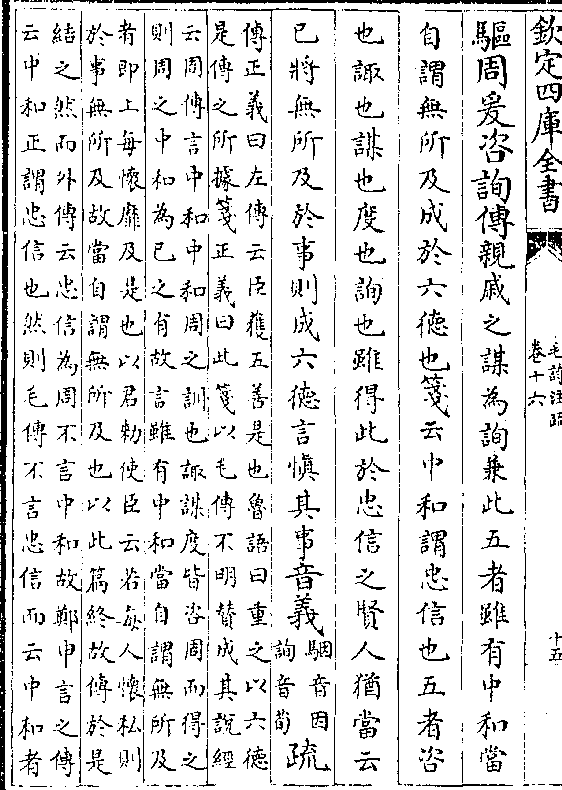 欽定四庫全書
毛詩注疏
卷十六
十五
驅周爰咨詢傳親戚之謀為詢兼此五者雖有中和當
自謂無所及成於六德也箋云中和謂忠信也五者咨
也諏也謀也度也詢也雖得此於忠信之賢人猶當云
已將無所及於事則成六德言慎其事音義
駰音因
詢音荀
疏
傳正義曰左傳云臣獲五善是也魯語曰重之以六德
是傳之所據箋正義曰此箋以毛傳不明贊成其說經
云周傳言中和中和周之訓也諏謀度皆咨周而得之
則周之中和為已之有故言雖有中和當自謂無所及
者即上每懷靡及是也以君勑使臣云若每人懷私則
於事無所及故當自謂無所及也以此篇終故傳於是
結之然而外傳云忠信為周不言中和故鄭申言之傳
云中和正謂忠信也然則毛傳不言忠信而云中和者